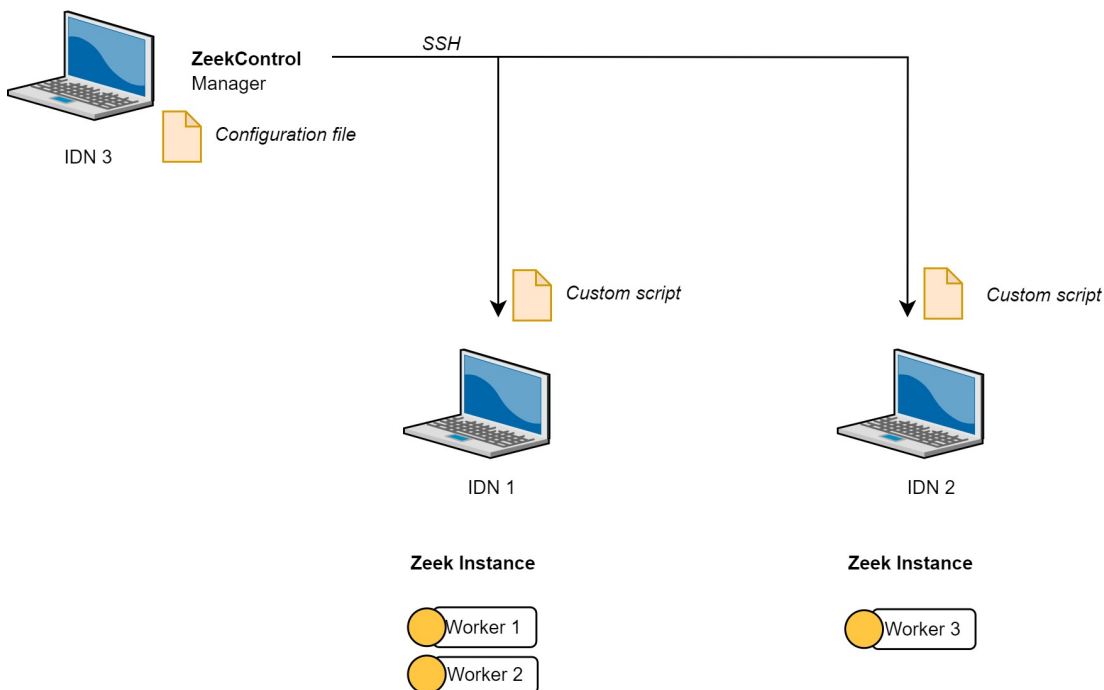 SSH
ZeekControl
Manager
Configuration file
IDN 3
Custom script
Custom script
IDN 1
IDN 2
Zeek Instance
Zeek Instance
Worker 1
Worker 3
Worker 2